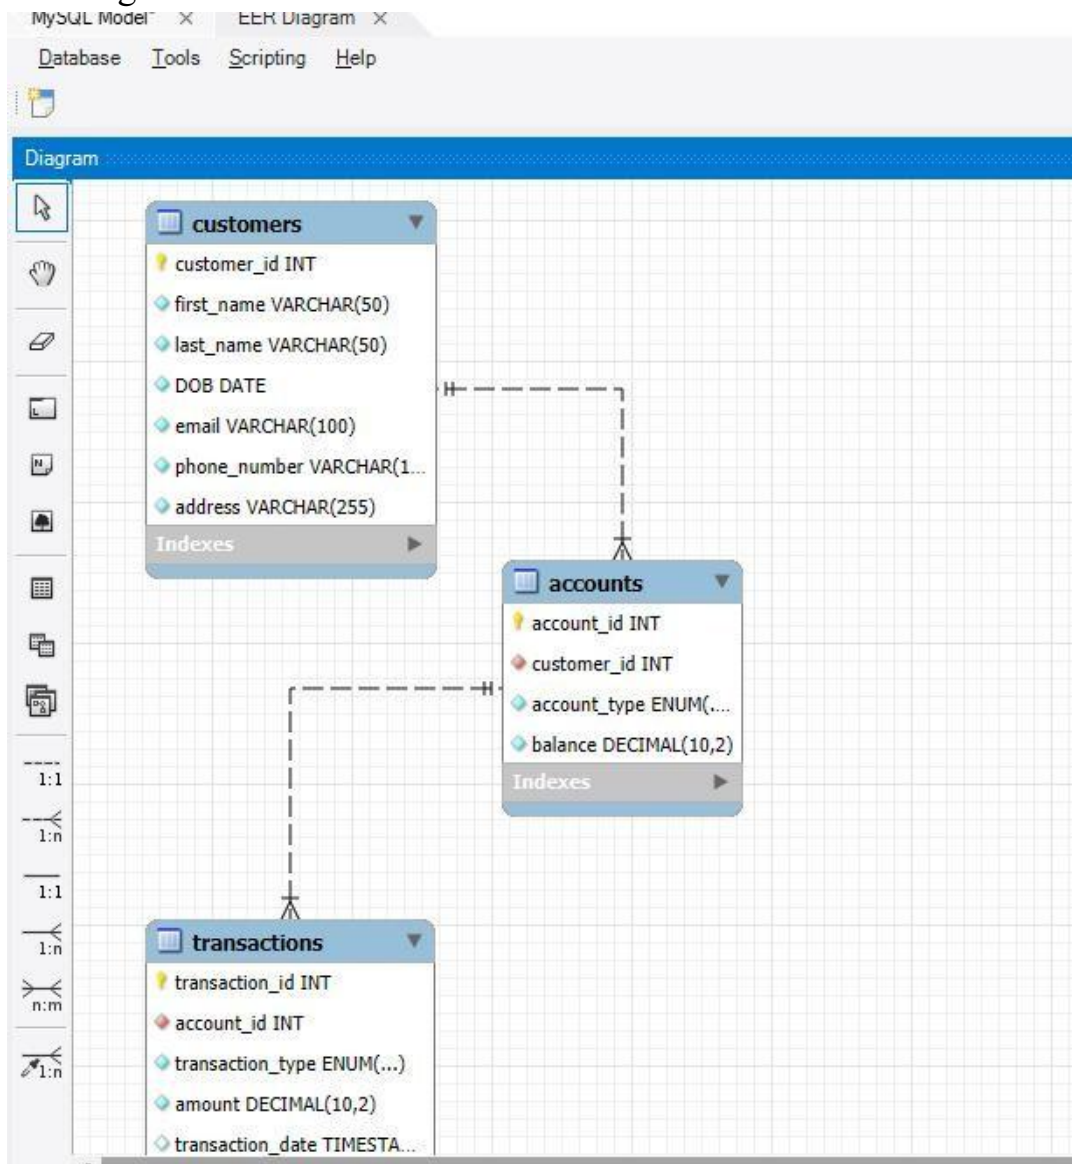 MySQL Model* × EER Diagram ×
Database Tools Scripting Help
Diagram
customers
customer_id INT
first_name VARCHAR(50)
last_name VARCHAR(50)
DOB DATE
email VARCHAR(100)
phone_number VARCHAR(1...
address VARCHAR(255)
Indexes
accounts
account_id INT
customer_id INT
account_type ENUM(....
balance DECIMAL(10,2)
Indexes
transactions
transaction_id INT
account_id INT
transaction_type ENUM(...)
amount DECIMAL(10,2)
transaction_date TIMESTA...
1:1
1:n
1:1
1:n
n:m
1:n